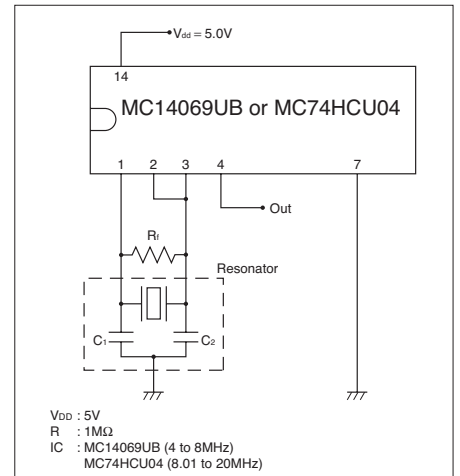 Vdd = 5.0V
14
MC14069UB or MC74HCU04
1 2 3 4 7
Out
Rf
Resonator
C1 C2
VDD : 5V
R : 1MΩ
IC : MC14069UB (4 to 8MHz)
MC74HCU04 (8.01 to 20MHz)